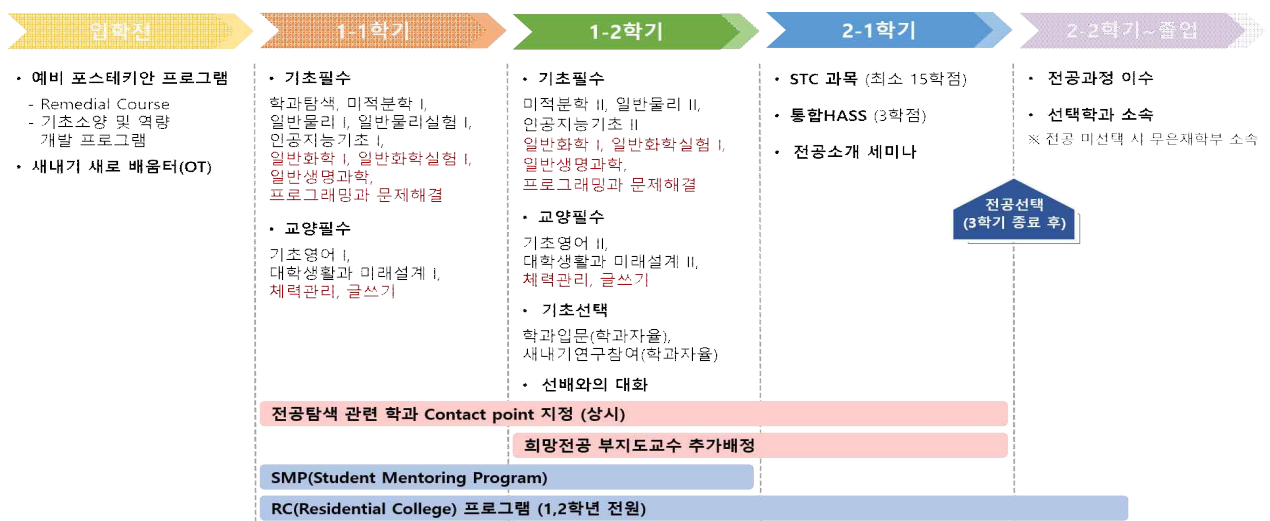 입학전
1-1학기
1-2학기
2-1학기
2-2학기~졸업
• 예비 포스테키안 프로그램
- Remedial Course
- 기초소양 및 역량
개발 프로그램
• 새내기 새로 배움터(OT)
• 기초필수
학과탐색, 미적분학 I,
일반물리 I, 일반물리실험 I,
인공지능기초 I,
일반화학 I, 일반화학실험 I,
일반생명과학,
프로그래밍과 문제해결
• 교양필수
기초영어 I,
대학생활과 미래설계 I,
체력관리, 글쓰기
• 기초필수
미적분학 II, 일반물리 II,
인공지능기초 II
일반화학 I, 일반화학실험 I,
일반생명과학,
프로그래밍과 문제해결
• 교양필수
기초영어 II,
대학생활과 미래설계 II,
체력관리, 글쓰기
• 기초선택
학과입문(학과자율),
새내기연구참여(학과자율)
• 선배와의 대화
• STC 과목 (최소 15학점)
• 통합HASS (3학점)
• 전공소개 세미나
• 전공과정 이수
• 선택학과 소속
※ 전공 미선택 시 무은재학부 소속
전공선택
(3학기 종료 후)
전공탐색 관련 학과 Contact point 지정 (상시)
희망전공 부지도교수 추가배정
SMP(Student Mentoring Program)
RC(Residential College) 프로그램 (1,2학년 전원)